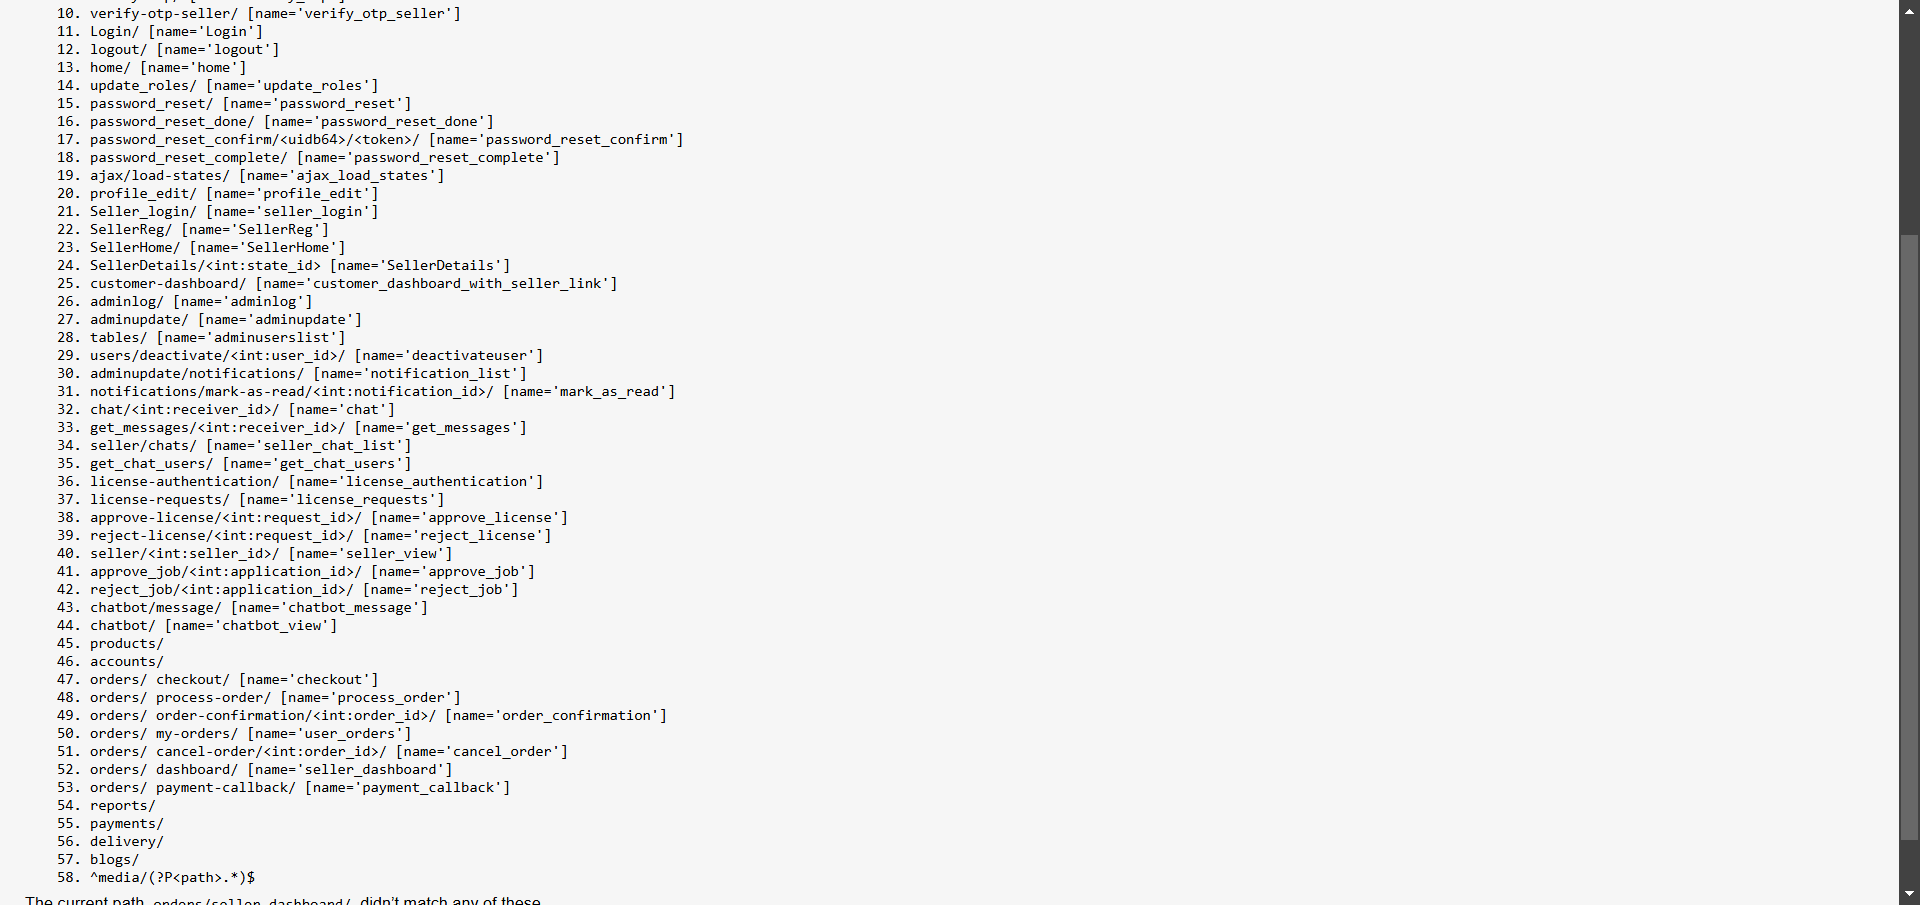 10. verify-otp-seller/ [name='verify_otp_seller']
11. Login/ [name='Login']
12. logout/ [name='logout']
13. home/ [name='home']
14. update_roles/ [name='update_roles']
15. password_reset/ [name='password_reset']
16. password_reset_done/ [name='password_reset_done']
17. password_reset_confirm/<uidb64>/<token>/ [name='password_reset_confirm']
18. password_reset_complete/ [name='password_reset_complete']
19. ajax/load-states/ [name='ajax_load_states']
20. profile_edit/ [name='profile_edit']
21. Seller_login/ [name='seller_login']
22. SellerReg/ [name='SellerReg']
23. SellerHome/ [name='SellerHome']
24. SellerDetails/<int:state_id> [name='SellerDetails']
25. customer-dashboard/ [name='customer_dashboard_with_seller_link']
26. adminlog/ [name='adminlog']
27. adminupdate/ [name='adminupdate']
28. tables/ [name='adminuserslist']
29. users/deactivate/<int:user_id>/ [name='deactivateuser']
30. adminupdate/notifications/ [name='notification_list']
31. notifications/mark-as-read/<int:notification_id>/ [name='mark_as_read']
32. chat/<int:receiver_id>/ [name='chat']
33. get_messages/<int:receiver_id>/ [name='get_messages']
34. seller/chats/ [name='seller_chat_list']
35. get_chat_users/ [name='get_chat_users']
36. license-authentication/ [name='license_authentication']
37. license-requests/ [name='license_requests']
38. approve-license/<int:request_id>/ [name='approve_license']
39. reject-license/<int:request_id>/ [name='reject_license']
40. seller/<int:seller_id>/ [name='seller_view']
41. approve_job/<int:application_id>/ [name='approve_job']
42. reject_job/<int:application_id>/ [name='reject_job']
43. chatbot/message/ [name='chatbot_message']
44. chatbot/ [name='chatbot_view']
45. products/
46. accounts/
47. orders/ checkout/ [name='checkout']
48. orders/ process-order/ [name='process_order']
49. orders/ order-confirmation/<int:order_id>/ [name='order_confirmation']
50. orders/ my-orders/ [name='user_orders']
51. orders/ cancel-order/<int:order_id>/ [name='cancel_order']
52. orders/ dashboard/ [name='seller_dashboard']
53. orders/ payment-callback/ [name='payment_callback']
54. reports/
55. payments/
56. delivery/
57. blogs/
58. ^media/(?P<path>.*)$
The current path, orders/seller_dashboard/, didn't match any of these.